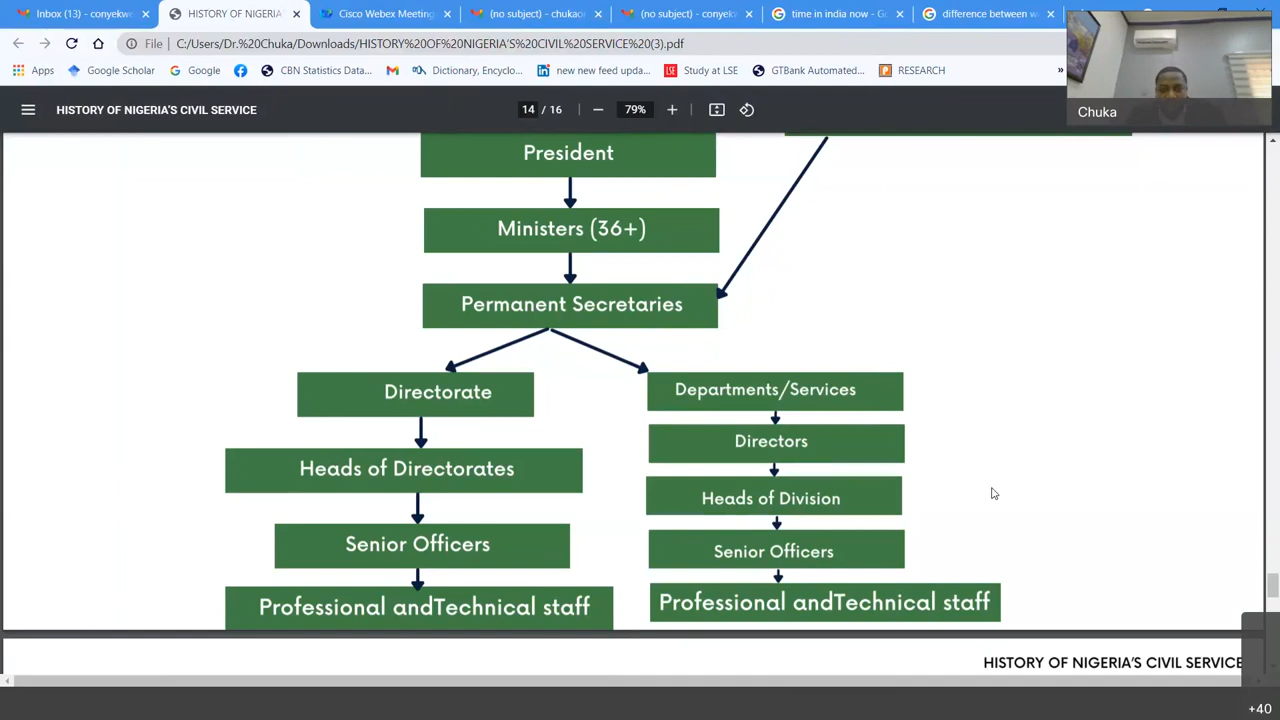 Inbox (13) - conyekw
HISTORY OF NIGERIA
Cisco Webex Meeting
(no subject) - chukao
(no subject) - conyekw
time in india now - Go
difference between w
File
C:/Users/Dr.%20Chuka/Downloads/HISTORY%20OF%20NIGERIA'S%20CIVIL%20SERVICE%20(3).pdf
Apps
Google Scholar
Google
CBN Statistics Data...
Dictionary, Encyclo...
new new feed upda...
Study at LSE
GTBank Automated...
RESEARCH
»
HISTORY OF NIGERIA'S CIVIL SERVICE
14 / 16
79%
Chuka
President
Ministers (36+)
Permanent Secretaries
Directorate
Departments/Services
Directors
Heads of Directorates
Heads of Division
Senior Officers
Senior Officers
Professional andTechnical staff
Professional andTechnical staff
HISTORY OF NIGERIA'S CIVIL SERVICE
+40